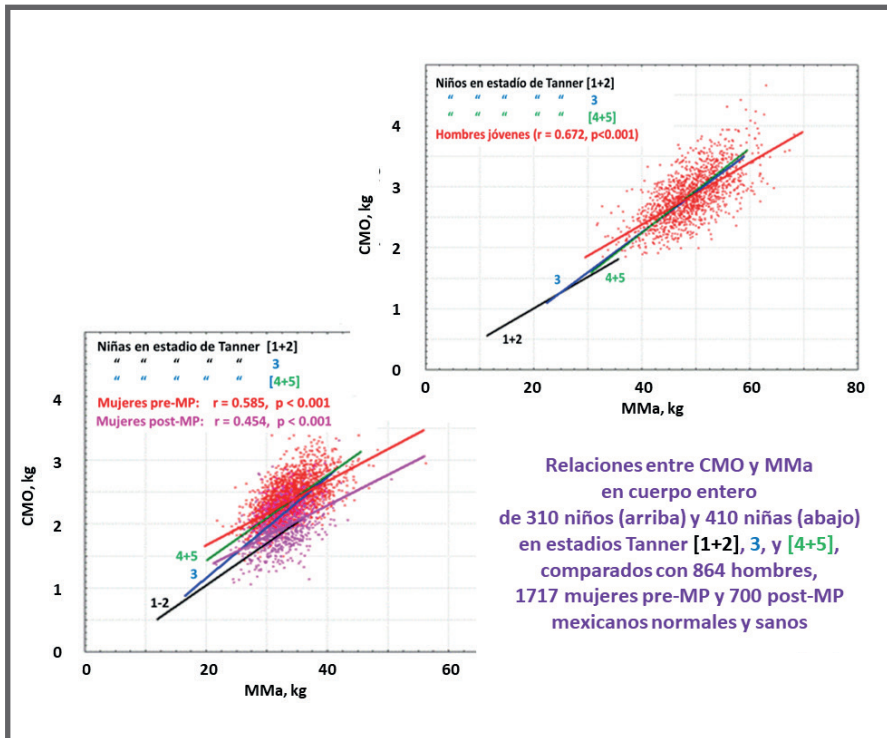 Niños en estadío de Tanner [1+2]
“ “ “ “ “ 3
“ “ “ “ “ [4+5]
Hombres jóvenes (r = 0.672, p<0.001)
CMO, kg
4
3
2
1
0
3
4+5
1+2
0 20 40 60 80
MMa, kg
Niñas en estadio de Tanner [1+2]
“ “ “ “ “ 3
“ “ “ “ “ [4+5]
Mujeres pre-MP: r = 0.585, p < 0.001
Mujeres post-MP: r = 0.454, p < 0.001
CMO, kg
4
3
2
1
0
4+5
3
1-2
0 20 40 60
MMa, kg
Relaciones entre CMO y MMa
en cuerpo entero
de 310 niños (arriba) y 410 niñas (abajo)
en estadios Tanner [1+2], 3, y [4+5],
comparados con 864 hombres,
1717 mujeres pre-MP y 700 post-MP
mexicanos normales y sanos